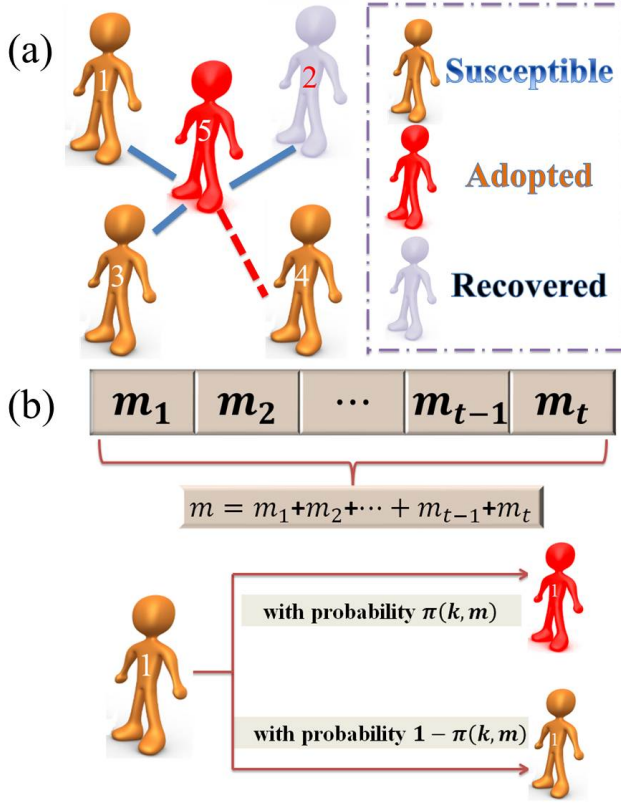 (a)
1
5
2
3
4
Susceptible
Adopted
Recovered
(b)
m₁ m₂ ⋯ mₜ₋₁ mₜ
m = m₁+m₂+⋯ + mₜ₋₁+mₜ
1
with probability π(k, m)
1
with probability 1 − π(k, m)
1